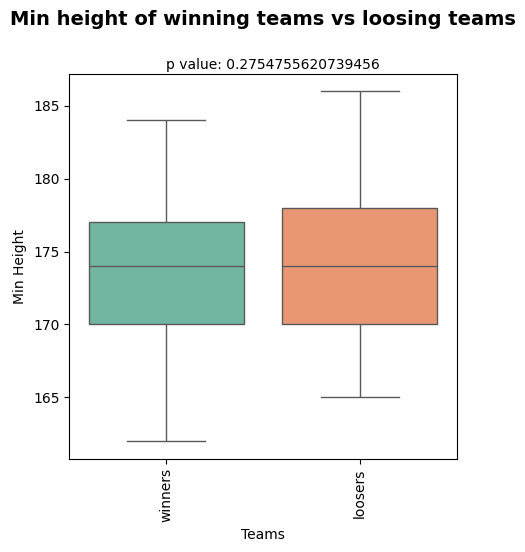 Min height of winning teams vs loosing teams
p value: 0.2754755620739456
185
180
175
170
165
Min Height
winners
loosers
Teams